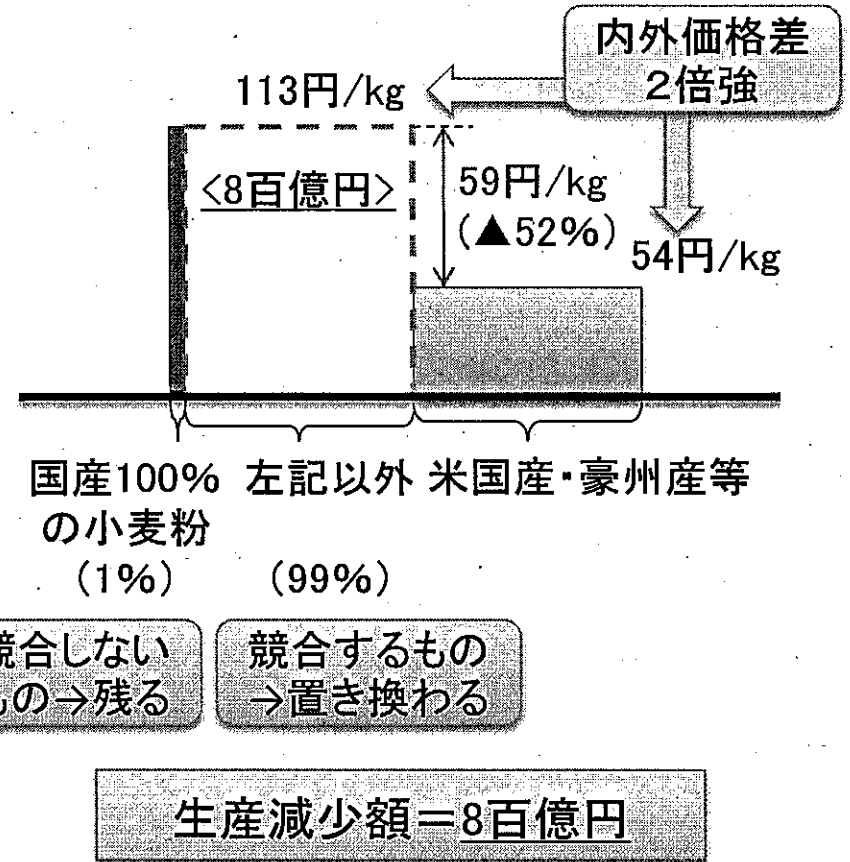 内外価格差
2倍強
113円/kg
<8百億円>
59円/kg
(▲52%)
54円/kg
国産100%
の小麦粉
(1%)
左記以外
(99%)
米国産・豪州産等
競合しない
もの→残る
競合するもの
→置き換わる
生産減少額＝8百億円